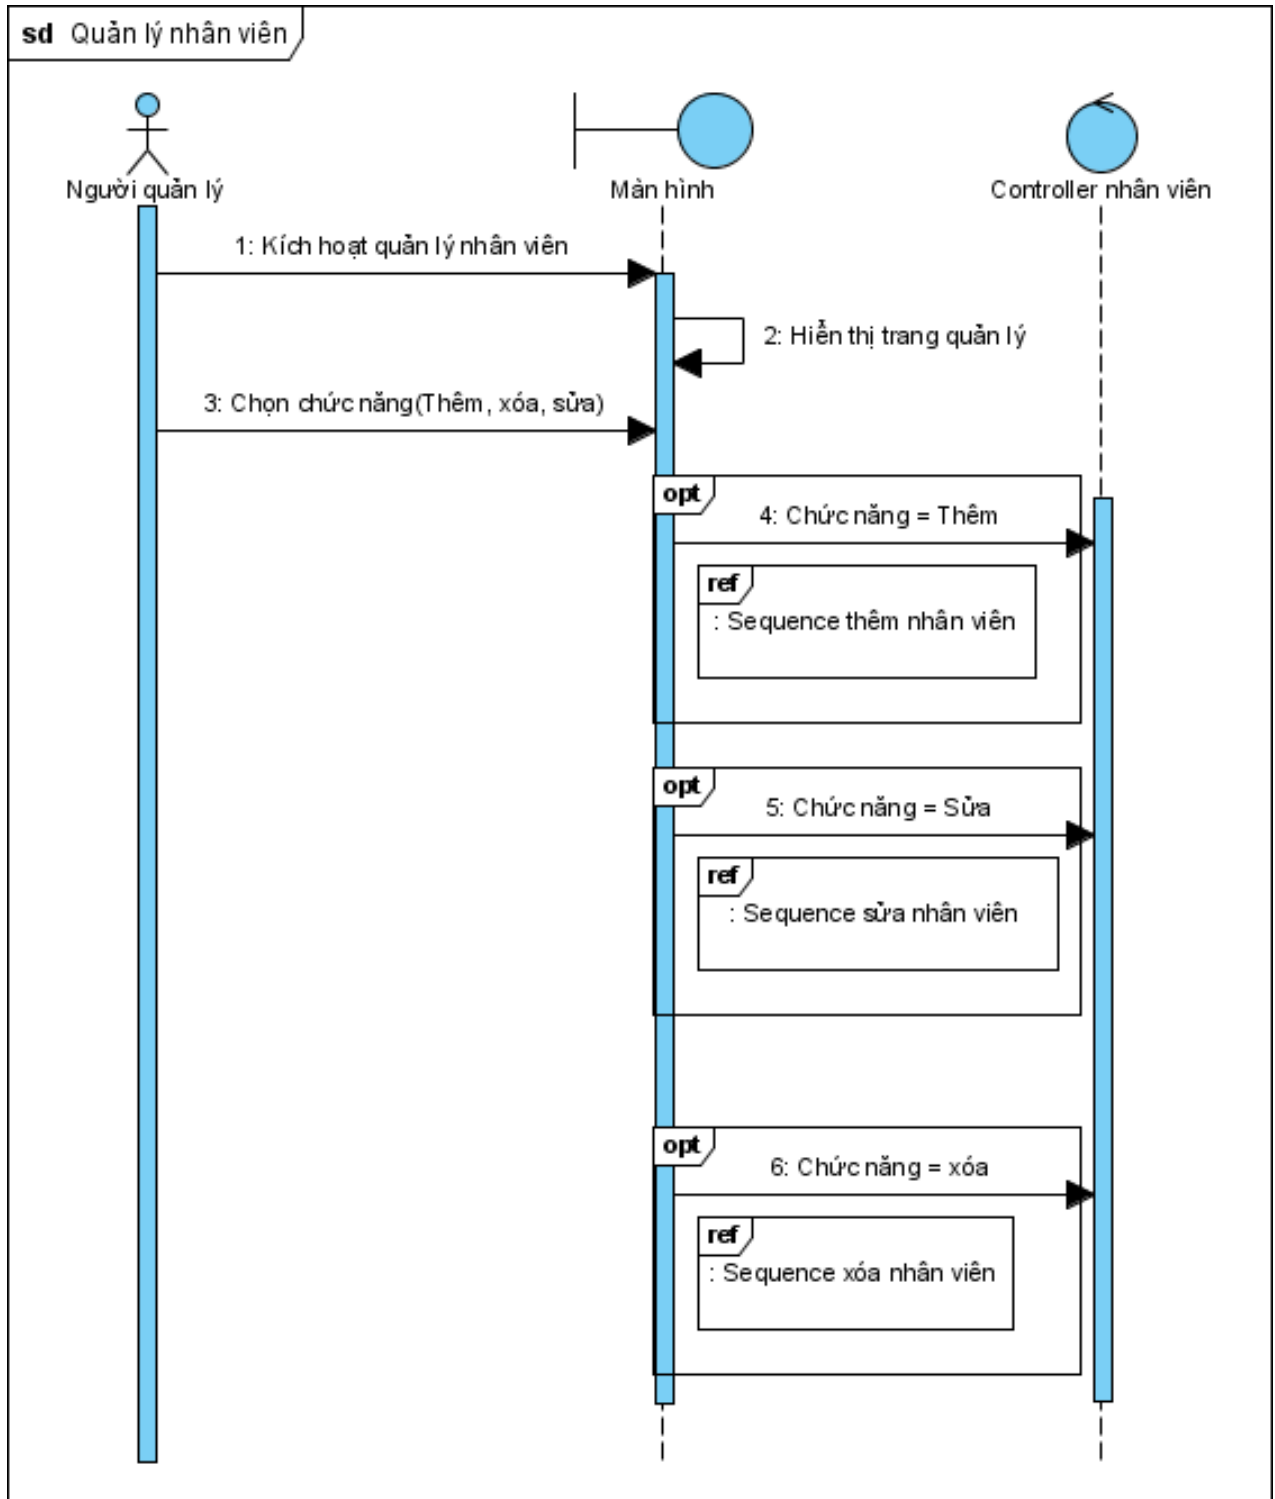 sd Quản lý nhân viên
Người quản lý
Màn hình
Controller nhân viên
1: Kích hoạt quản lý nhân viên
2: Hiển thị trang quản lý
3: Chọn chức năng(Thêm, xóa, sửa)
opt
4: Chức năng = Thêm
ref
: Sequence thêm nhân viên
opt
5: Chức năng = Sửa
ref
: Sequence sửa nhân viên
opt
6: Chức năng = xóa
ref
: Sequence xóa nhân viên